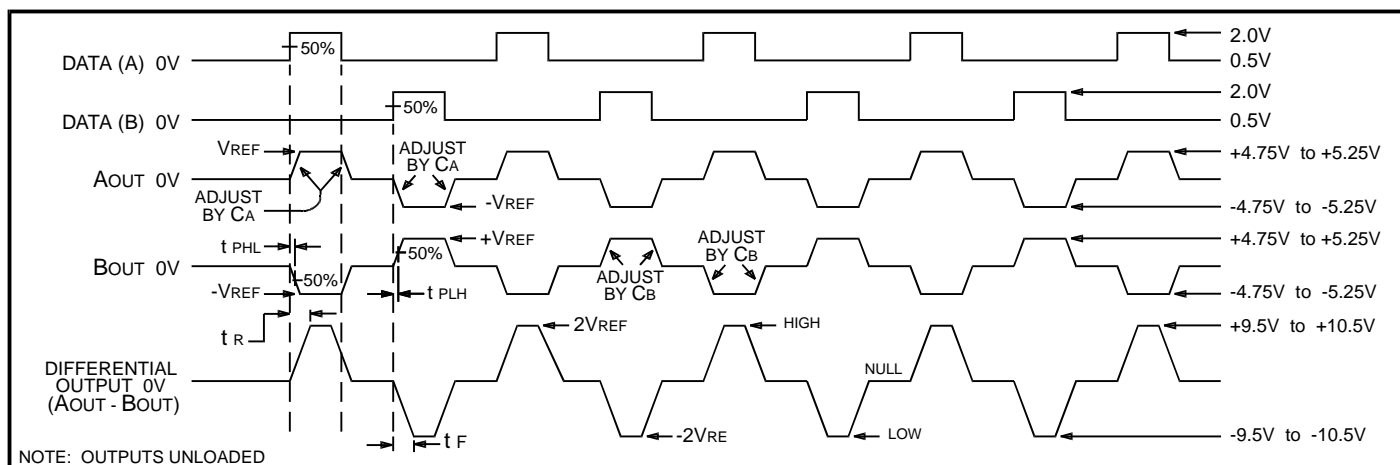 2.0V
50%
DATA (A) 0V
0.5V
2.0V
50%
DATA (B) 0V
0.5V
VREF
ADJUST
BY CA
+4.75V to +5.25V
AOUT 0V
ADJUST
BY CA
-VREF
-4.75V to -5.25V
t PHL
+VREF
ADJUST
BY CB
+4.75V to +5.25V
50%
BOUT 0V
50%
ADJUST
BY CB
-VREF
t PLH
-4.75V to -5.25V
t R
2VREF
HIGH
+9.5V to +10.5V
DIFFERENTIAL
OUTPUT 0V
(AOUT - BOUT)
NULL
t F
-2VRE
LOW
-9.5V to -10.5V
NOTE: OUTPUTS UNLOADED